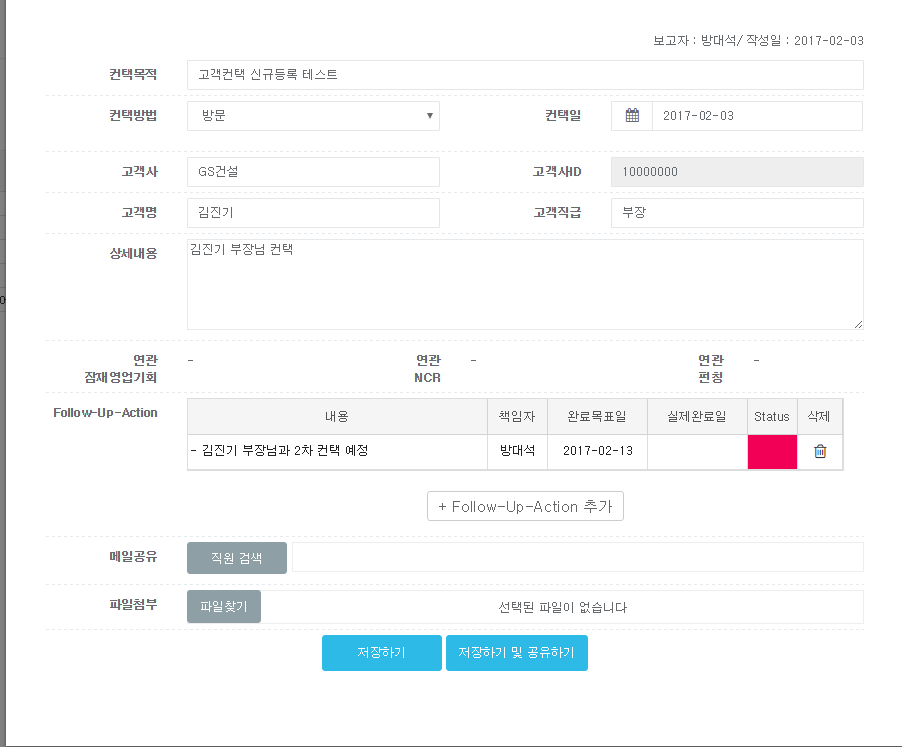 보고자 : 방대석/ 작성일 : 2017-02-03
컨택목적 고객컨택 신규등록 테스트
컨택방법 방문 컨택일 2017-02-03
고객사 GS건설 고객사ID 10000000
고객명 김진기 고객직급 부장
상세내용 김진기 부장님 컨택
연관 - 연관 - 연관 -
잠재영업기회 NCR 펀칭
Follow-Up-Action 내용 책임자 완료목표일 실제완료일 Status 삭제
- 김진기 부장님과 2차 컨택 예정 방대석 2017-02-13
+ Follow-Up-Action 추가
메일공유 직원 검색
파일첨부 파일찾기 선택된 파일이 없습니다
저장하기 저장하기 및 공유하기